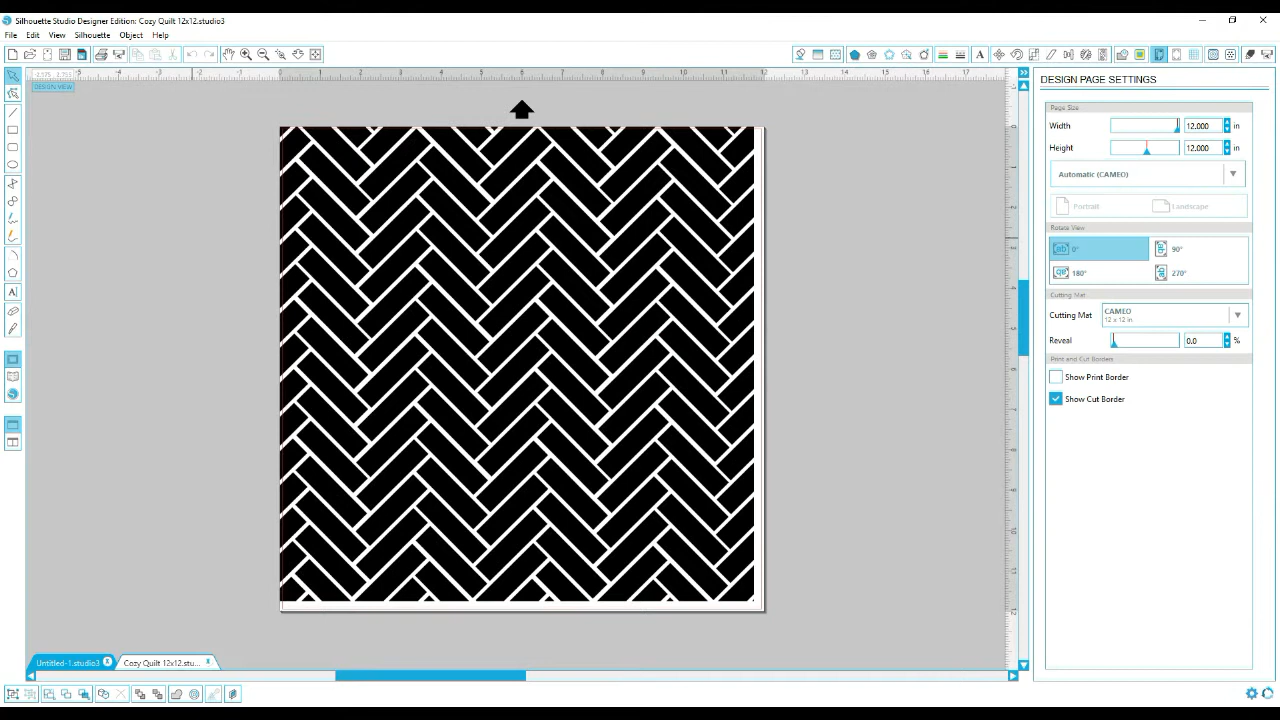 Silhouette Studio Designer Edition: Cozy Quilt 12x12.studio3
File Edit View Silhouette Object Help
DESIGN VIEW
DESIGN PAGE SETTINGS
Page Size
Width 12.000 in
Height 12.000 in
Automatic (CAMEO)
Portrait Landscape
Rotate View
0° 90°
180° 270°
Cutting Mat
Cutting Mat CAMEO
12 x 12 in
Reveal 0.0 %
Print and Cut Borders
Show Print Border
Show Cut Border
Untitled-1.studio3 Cozy Quilt 12x12.stu...